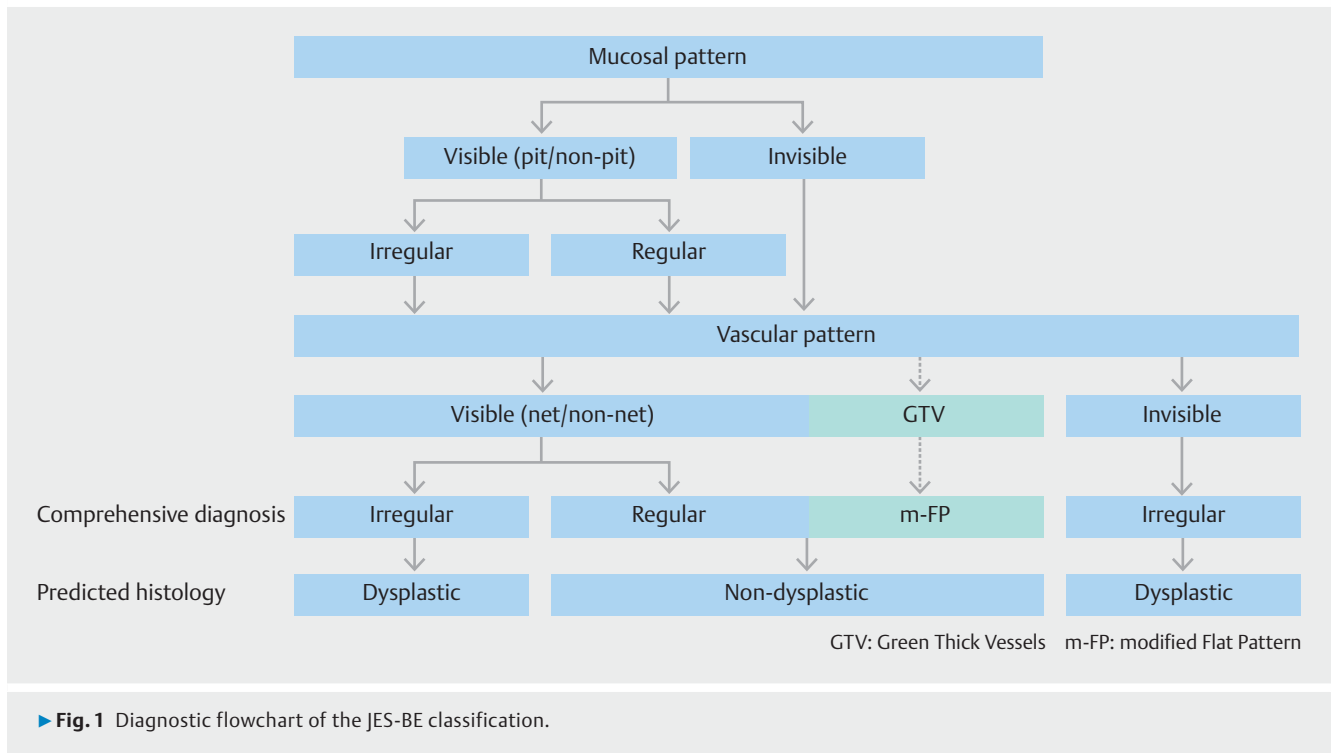 Mucosal pattern
Visible (pit/non-pit)
Invisible
Irregular
Regular
Vascular pattern
Visible (net/non-net)
GTV
Invisible
Comprehensive diagnosis
Irregular
Regular
m-FP
Irregular
Predicted histology
Dysplastic
Non-dysplastic
Dysplastic
GTV: Green Thick Vessels m-FP: modified Flat Pattern
▶ Fig. 1 Diagnostic flowchart of the JES-BE classification.